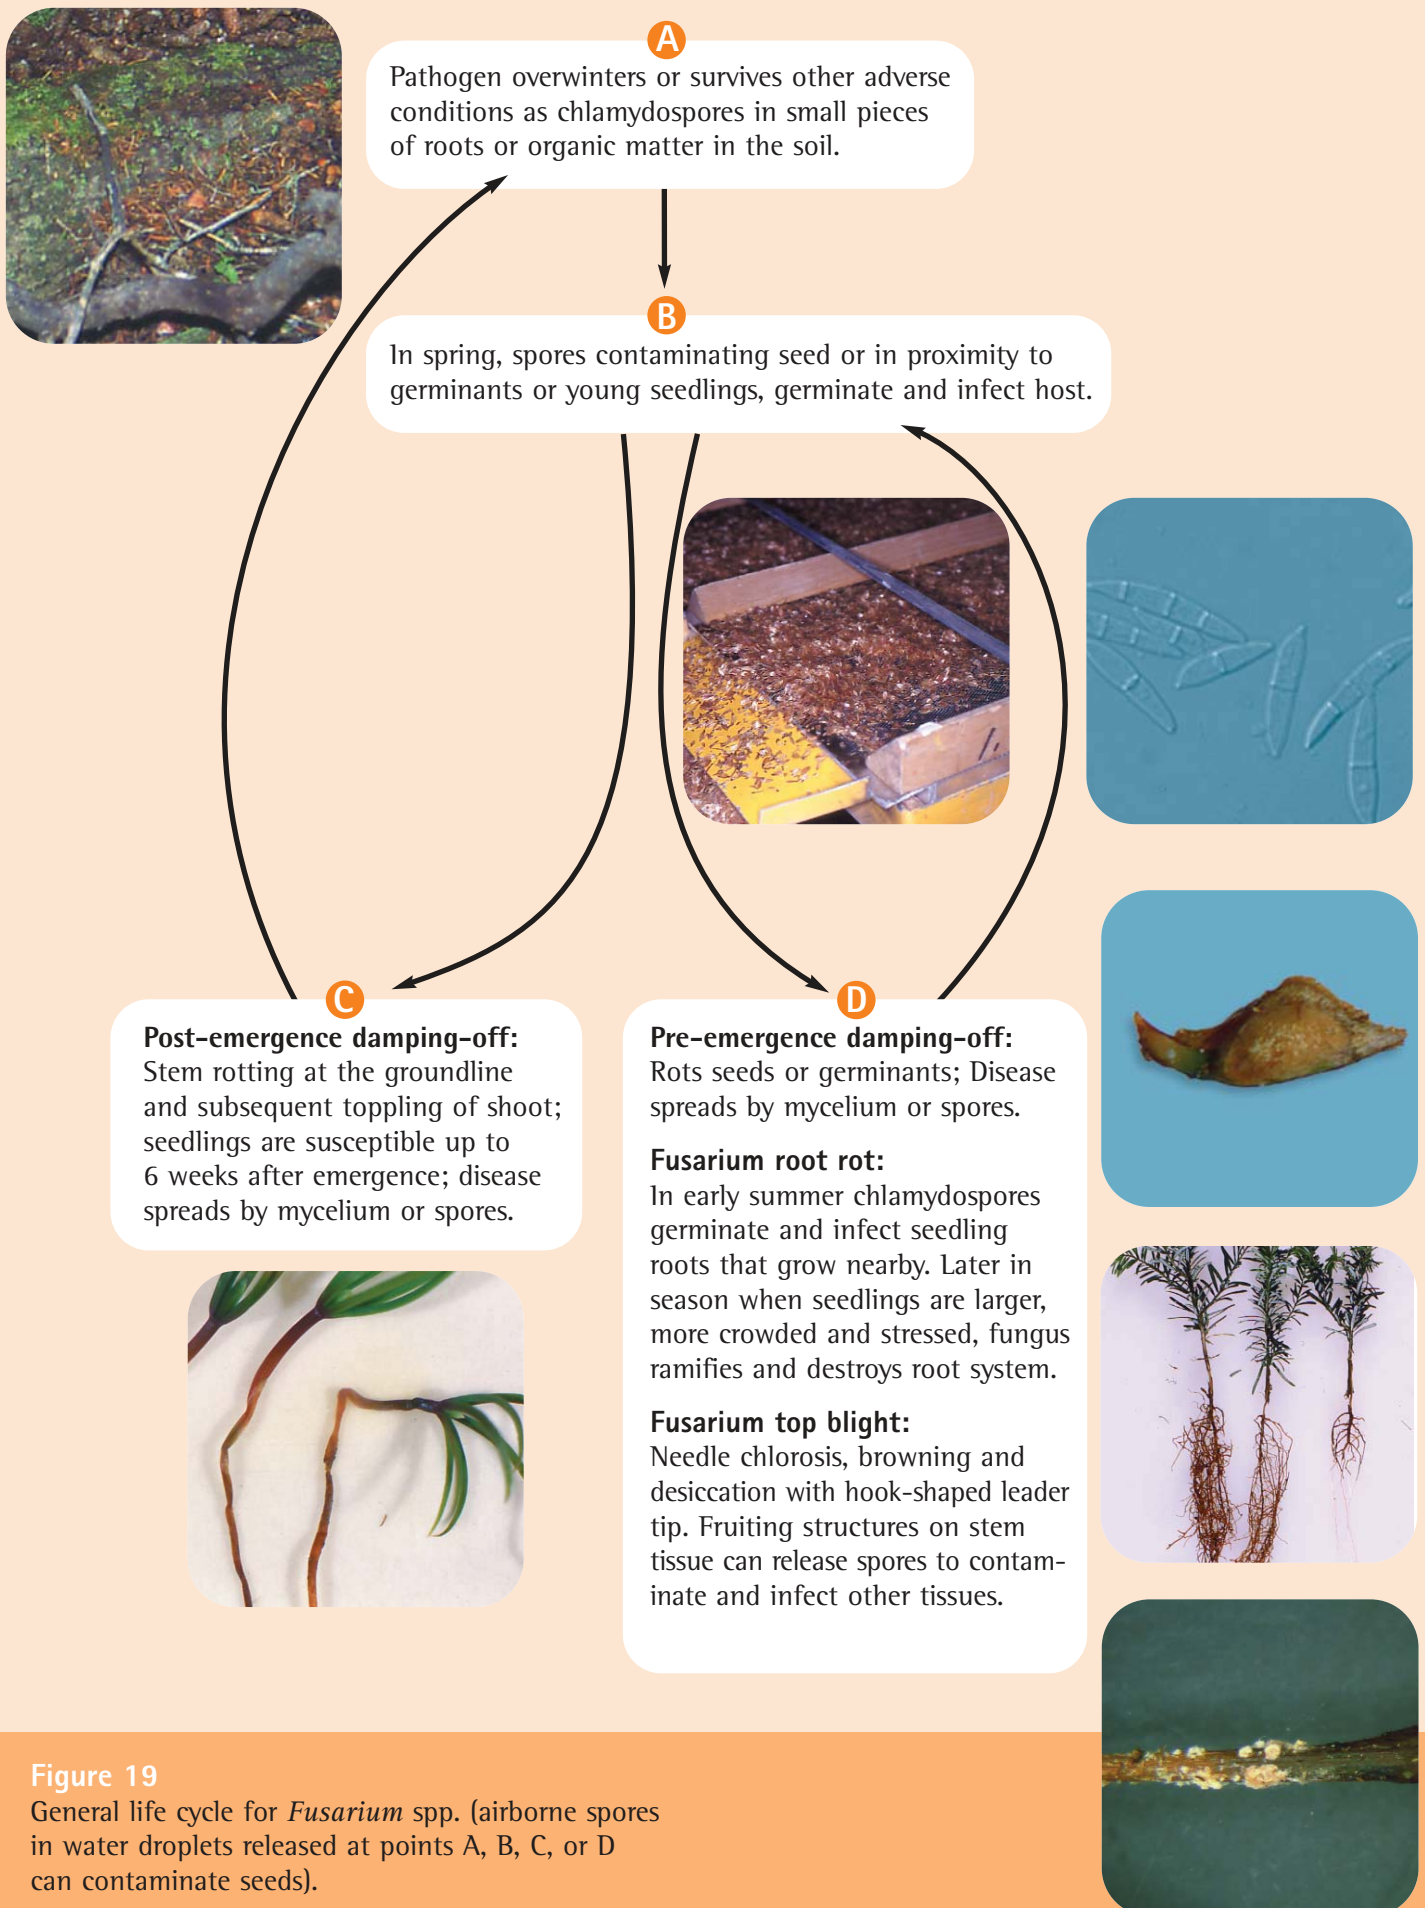 A
Pathogen overwinters or survives other adverse
conditions as chlamydospores in small pieces
of roots or organic matter in the soil.
B
In spring, spores contaminating seed or in proximity to
germinants or young seedlings, germinate and infect host.
C
Post-emergence damping-off:
Stem rotting at the groundline
and subsequent toppling of shoot;
seedlings are susceptible up to
6 weeks after emergence; disease
spreads by mycelium or spores.
D
Pre-emergence damping-off:
Rots seeds or germinants; Disease
spreads by mycelium or spores.
Fusarium root rot:
In early summer chlamydospores
germinate and infect seedling
roots that grow nearby. Later in
season when seedlings are larger,
more crowded and stressed, fungus
ramifies and destroys root system.
Fusarium top blight:
Needle chlorosis, browning and
desiccation with hook-shaped leader
tip. Fruiting structures on stem
tissue can release spores to contam-
inate and infect other tissues.
Figure 19
General life cycle for Fusarium spp. (airborne spores
in water droplets released at points A, B, C, or D
can contaminate seeds).